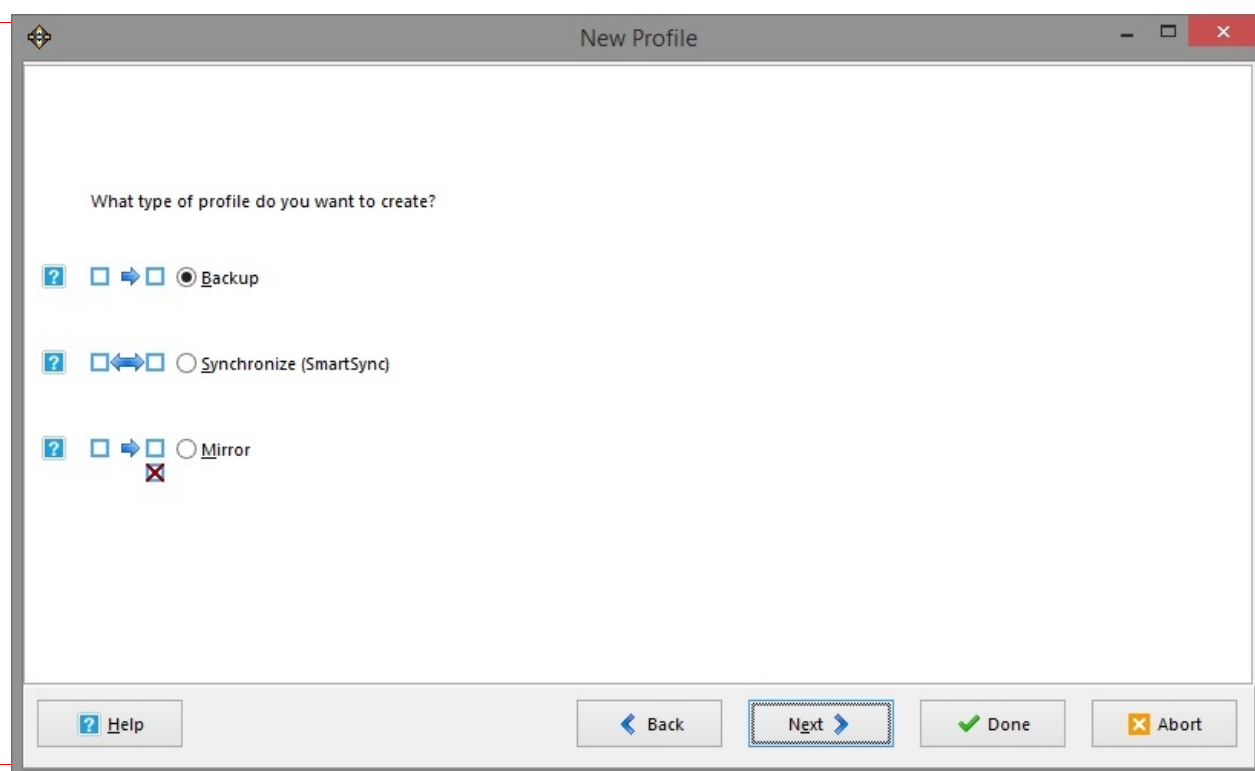 New Profile
What type of profile do you want to create?
Backup
Synchronize (SmartSync)
Mirror
Help
Back
Next
Done
Abort